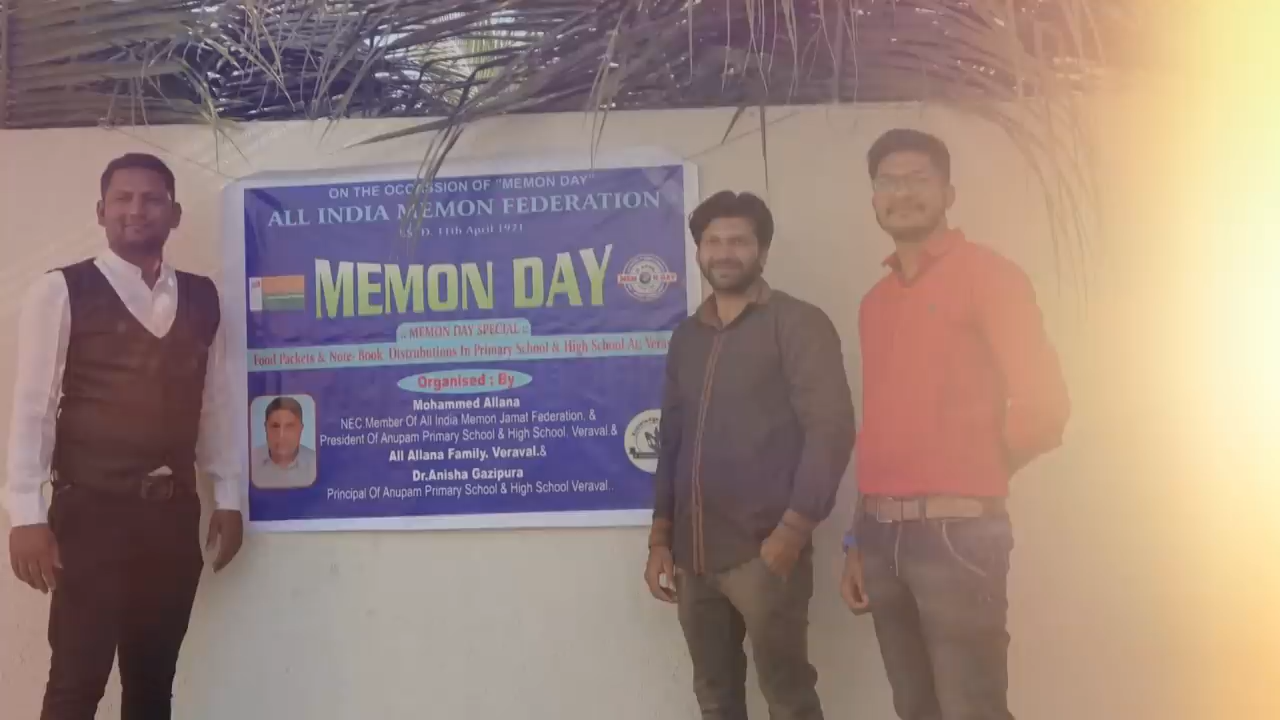 ON THE OCCASSION OF "MEMON DAY"
ALL INDIA MEMON FEDERATION
11th April 1921
MEMON DAY
MEMON DAY
:: MEMON DAY SPECIAL ::
Food Packets & Note- Book Distrubutions In Primary School & High School At:
Organised : By
Mohammed Allana
NEC Member Of All India Memon Jamat Federation. &
President Of Anupam Primary School & High School. Veraval.&
All Allana Family. Veraval.&
Dr.Anisha Gazipura
Principal Of Anupam Primary School & High School Veraval..